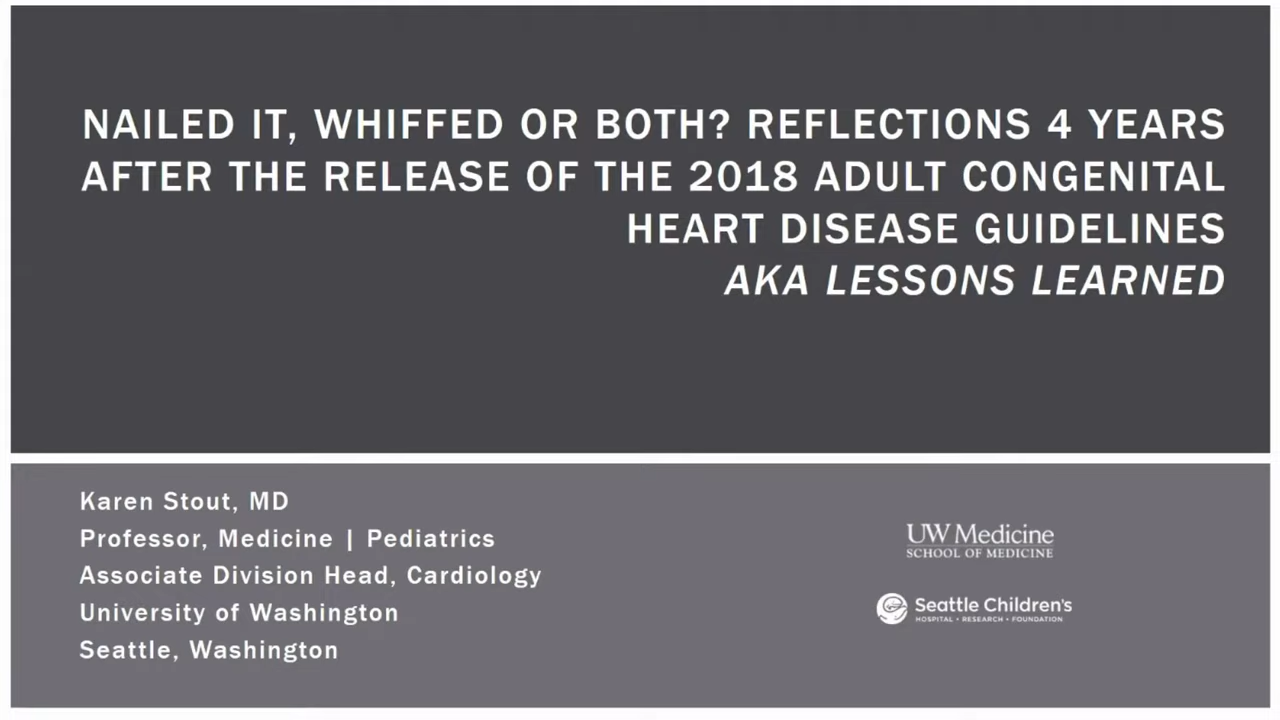 NAILED IT, WHIFFED OR BOTH? REFLECTIONS 4 YEARS
AFTER THE RELEASE OF THE 2018 ADULT CONGENITAL
HEART DISEASE GUIDELINES
AKA LESSONS LEARNED
Karen Stout, MD
Professor, Medicine | Pediatrics
Associate Division Head, Cardiology
University of Washington
Seattle, Washington
UW Medicine
SCHOOL OF MEDICINE
Seattle Children's
HOSPITAL • RESEARCH • FOUNDATION